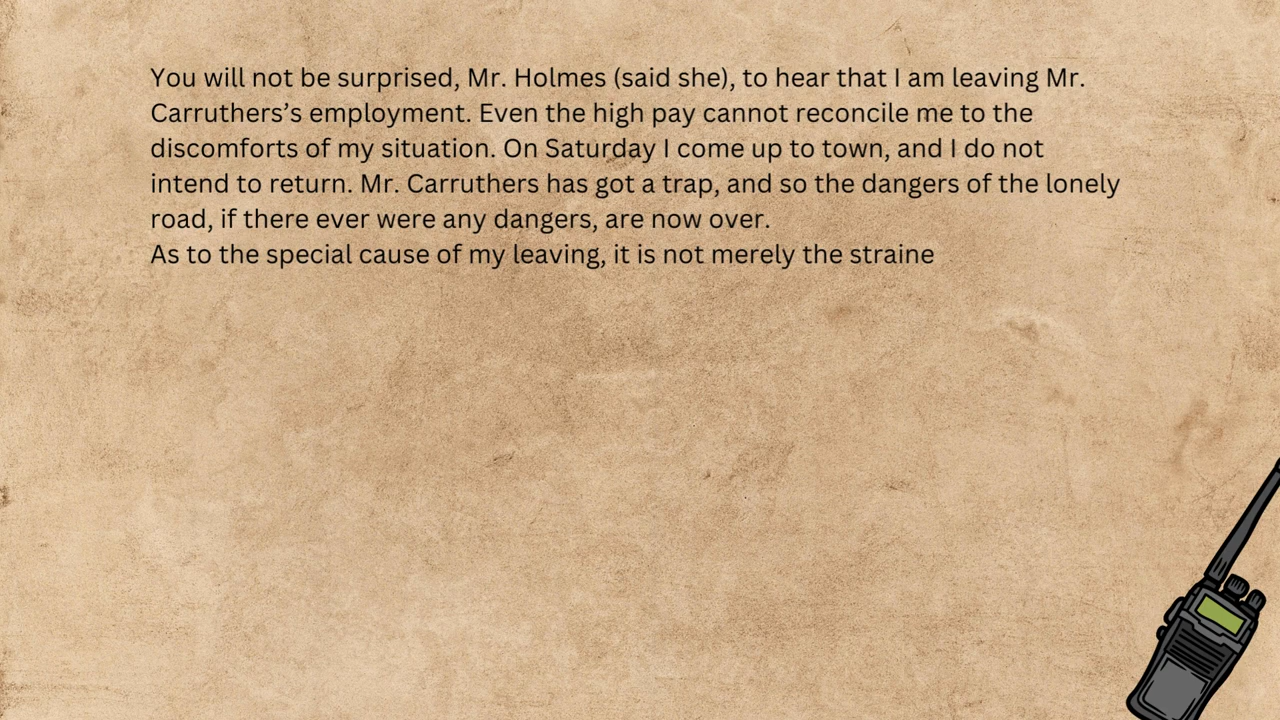 You will not be surprised, Mr. Holmes (said she), to hear that I am leaving Mr.
Carruthers’s employment. Even the high pay cannot reconcile me to the
discomforts of my situation. On Saturday I come up to town, and I do not
intend to return. Mr. Carruthers has got a trap, and so the dangers of the lonely
road, if there ever were any dangers, are now over.
As to the special cause of my leaving, it is not merely the straine